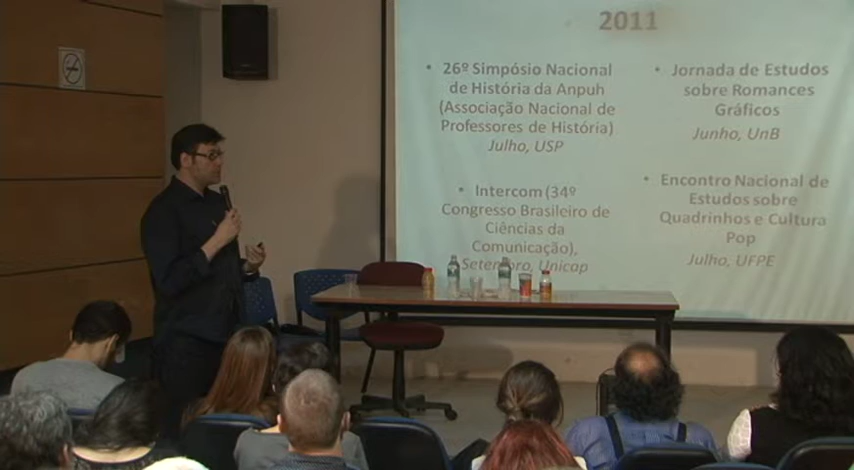 2011
• 26º Simpósio Nacional
de História da Anpuh
(Associação Nacional de
Professores de História)
Julho, USP
• Intercom (34º
Congresso Brasileiro de
Ciências da
Comunicação),
Setembro, Unicap
• Jornada de Estudos
sobre Romances
Gráficos
Junho, UnB
• Encontro Nacional de
Estudos sobre
Quadrinhos e Cultura
Pop
Julho, UFPE